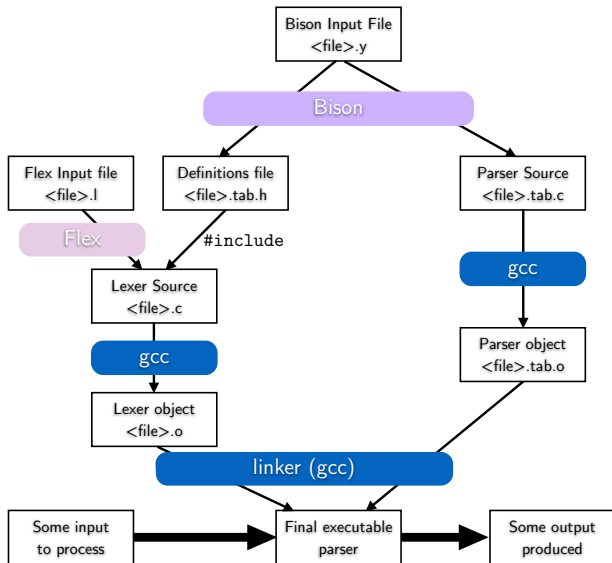 Bison Input File
<file>.y
Bison
Flex Input file
<file>.l
Definitions file
<file>.tab.h
Parser Source
<file>.tab.c
Flex
#include
gcc
Lexer Source
<file>.c
gcc
Parser object
<file>.tab.o
Lexer object
<file>.o
linker (gcc)
Some input
to process
Final executable
parser
Some output
produced